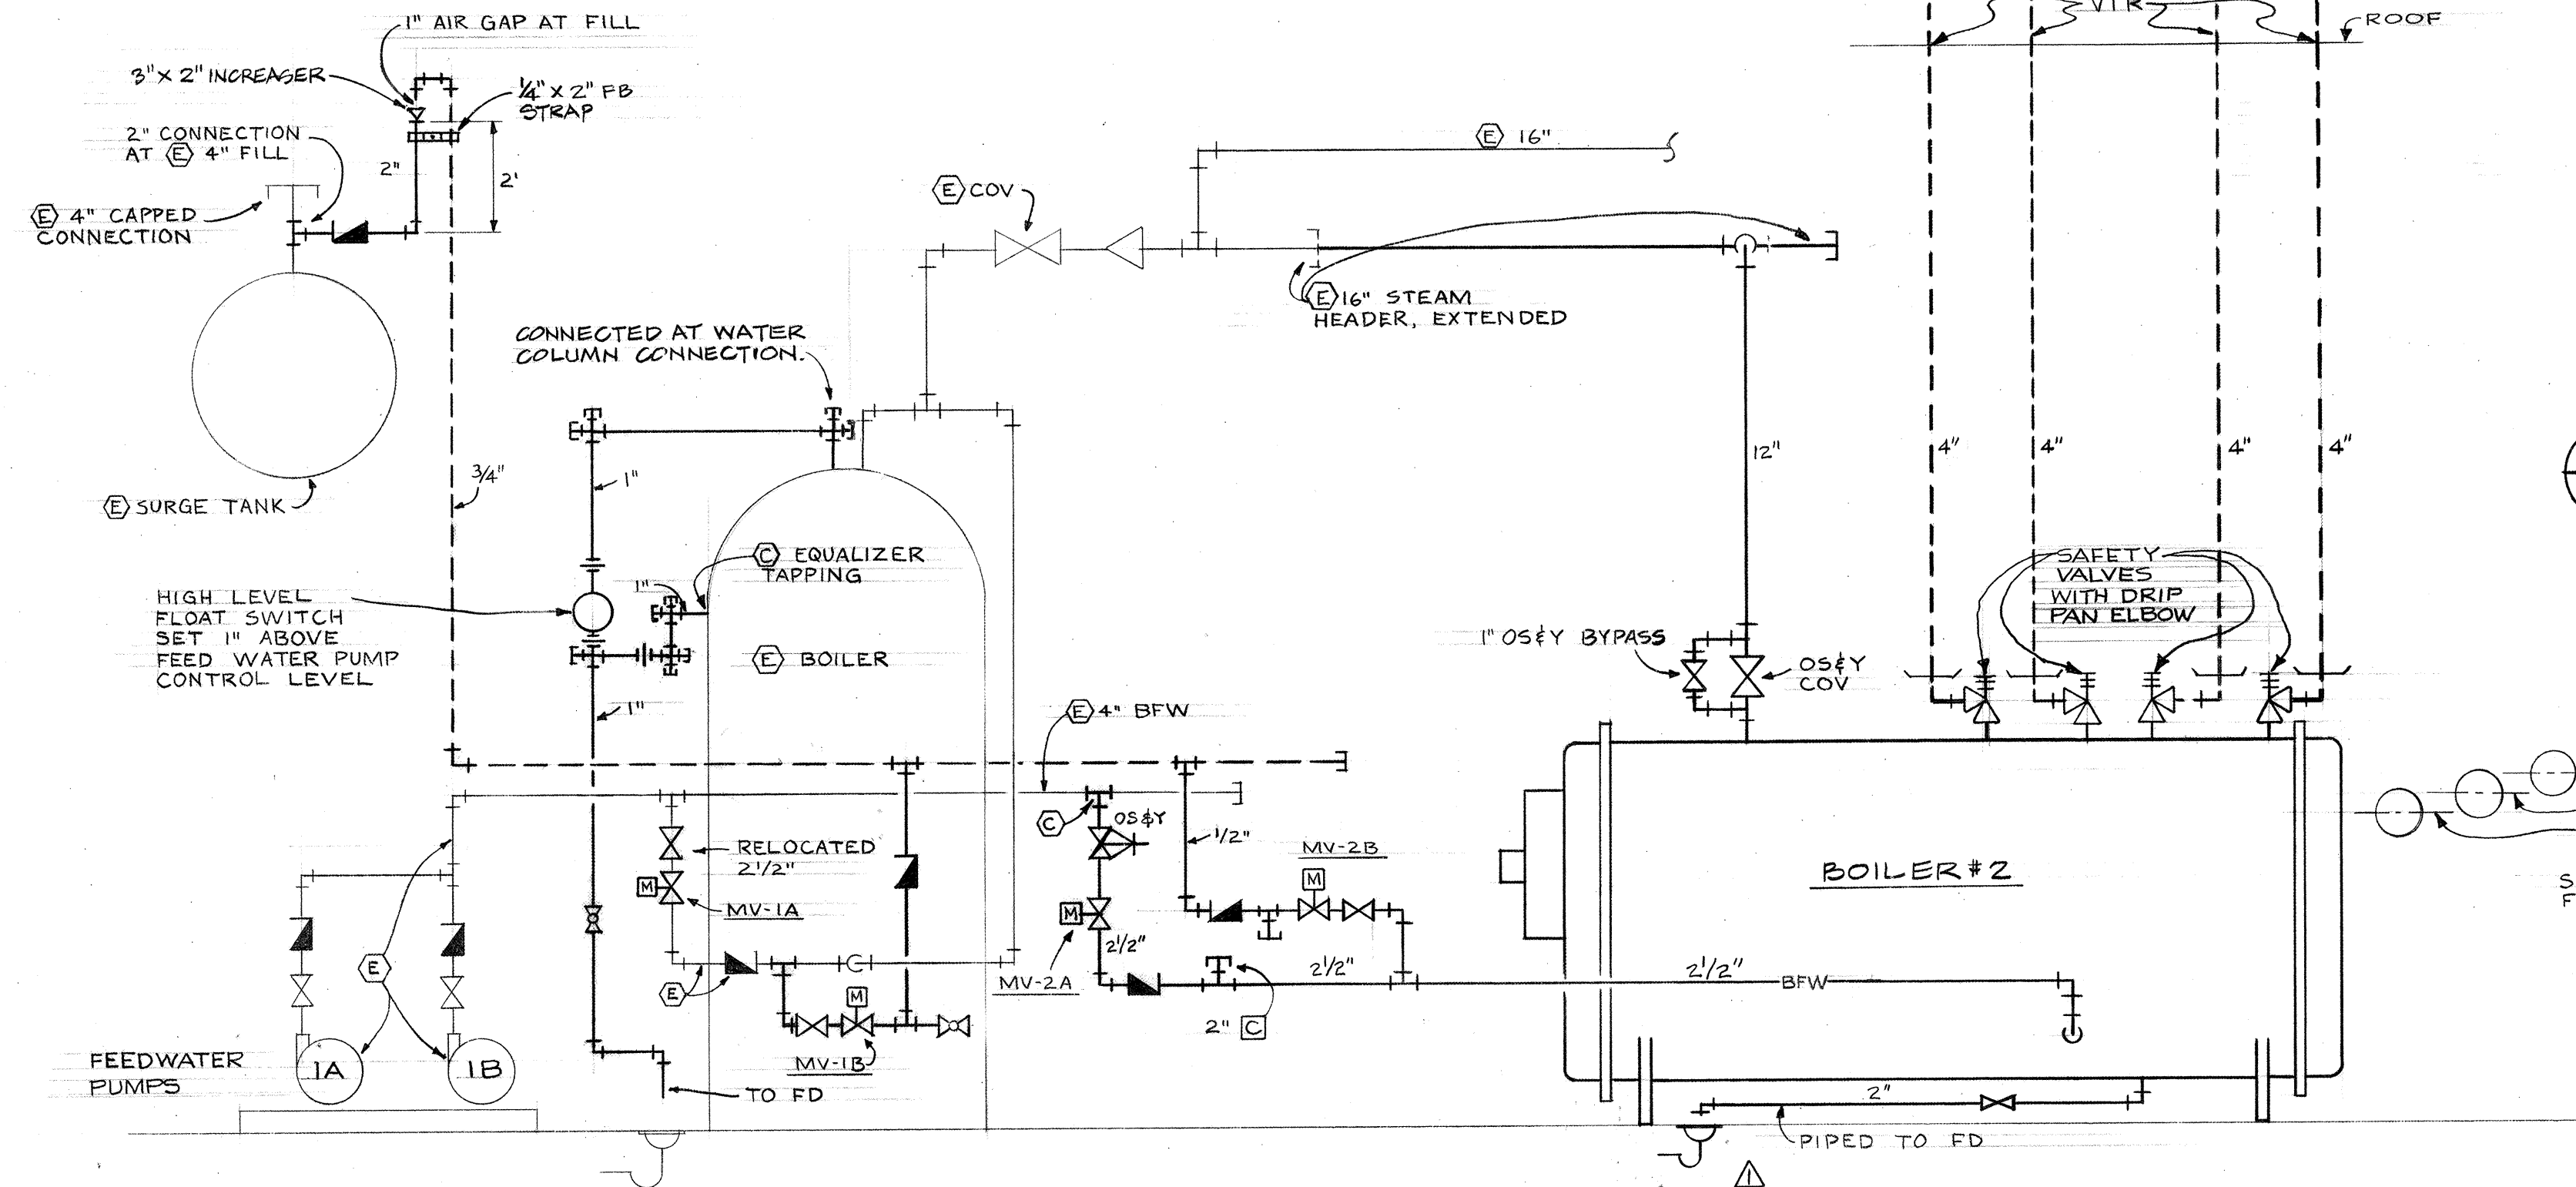 1" AIR GAP AT FILL
3" X 2" INCREASER
1/4" X 2" FB
STRAP
2" CONNECTION
AT E 4" FILL
2"
2'
E 4" CAPPED
CONNECTION
E SURGE TANK
3/4"
E COV
E 16"
E 16" STEAM
HEADER, EXTENDED
VTR
ROOF
CONNECTED AT WATER
COLUMN CONNECTION.
1"
C EQUALIZER
TAPPING
1"
HIGH LEVEL
FLOAT SWITCH
SET 1" ABOVE
FEED WATER PUMP
CONTROL LEVEL
E BOILER
1"
12"
4"
4"
4"
4"
SAFETY
VALVES
WITH DRIP
PAN ELBOW
1" OS&Y BYPASS
OS&Y
COV
E 4" BFW
C
OS&Y
1/2"
RELOCATED
2 1/2"
M
MV-1A
E
E
M
MV-1B
M
2 1/2"
MV-2A
MV-2B
M
2 1/2"
2" C
2 1/2"
BFW
BOILER #2
FEEDWATER
PUMPS
1A
1B
TO FD
2"
PIPED TO FD
1
S
F